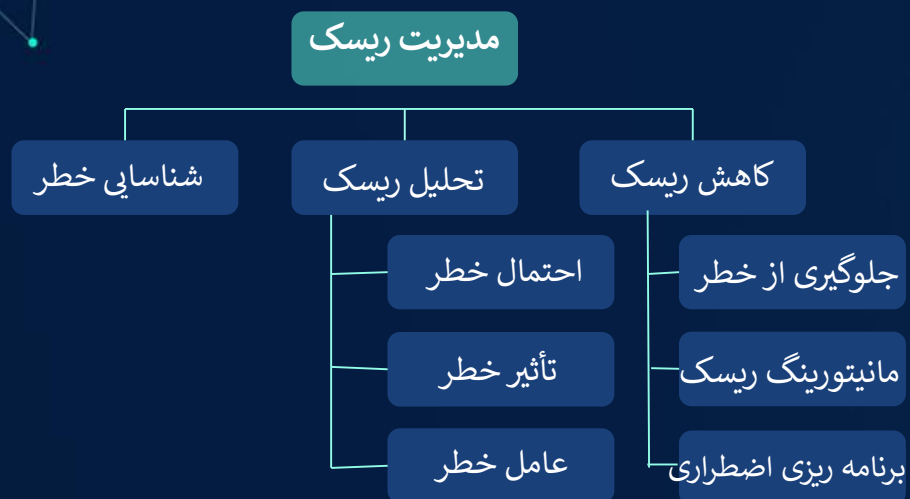 مدیریت ریسک
کاهش ریسک
تحلیل ریسک
شناسایی خطر
جلوگیری از خطر
احتمال خطر
مانیتورینگ ریسک
تأثیر خطر
برنامه ریزی اضطراری
عامل خطر